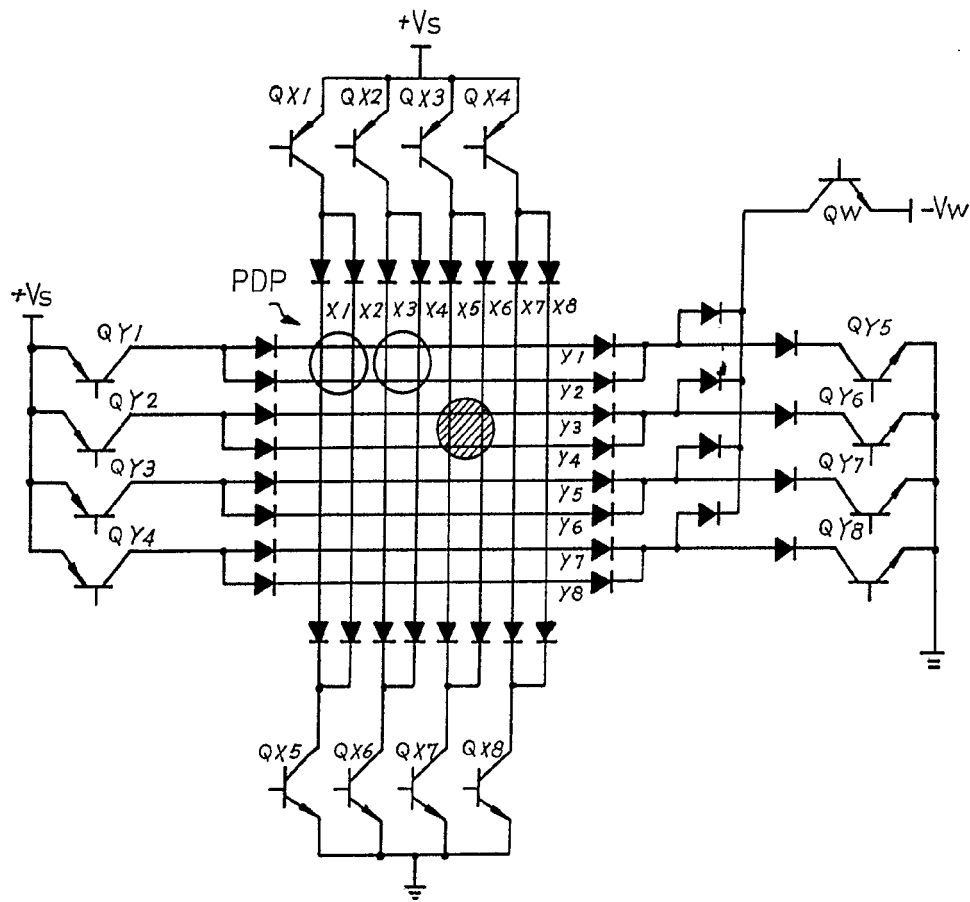 +Vs
QX1 QX2 QX3 QX4
QW
-Vw
PDP
+Vs
X1 X2 X3 X4 X5 X6 X7 X8
QY1
Y1
QY5
Y2
QY2
Y3
QY6
Y4
QY3
Y5
QY7
Y6
QY4
Y7
QY8
Y8
QX5 QX6 QX7 QX8